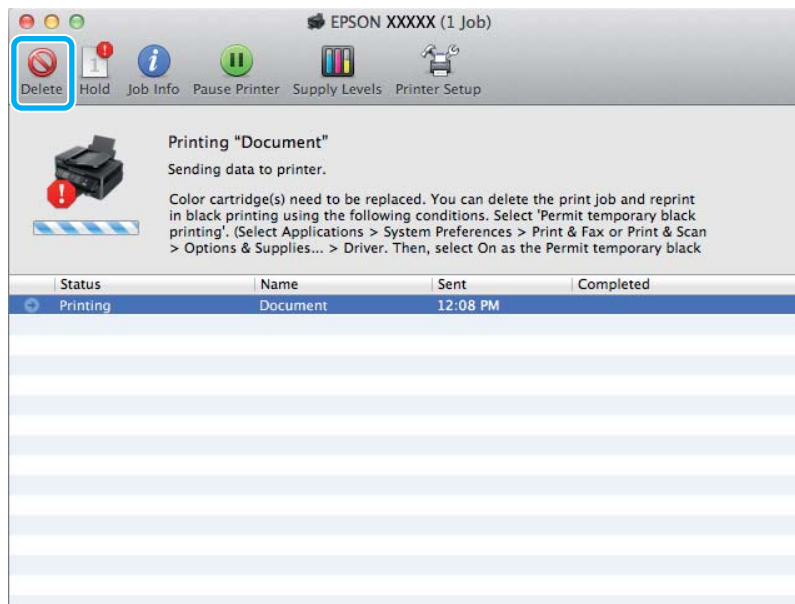 EPSON XXXXX (1 Job)
1
Delete Hold Job Info Pause Printer Supply Levels Printer Setup
Printing “Document”
Sending data to printer.
Color cartridge(s) need to be replaced. You can delete the print job and reprint
in black printing using the following conditions. Select 'Permit temporary black
printing'. (Select Applications > System Preferences > Print & Fax or Print & Scan
> Options & Supplies... > Driver. Then, select On as the Permit temporary black
Status Name Sent Completed
Printing Document 12:08 PM